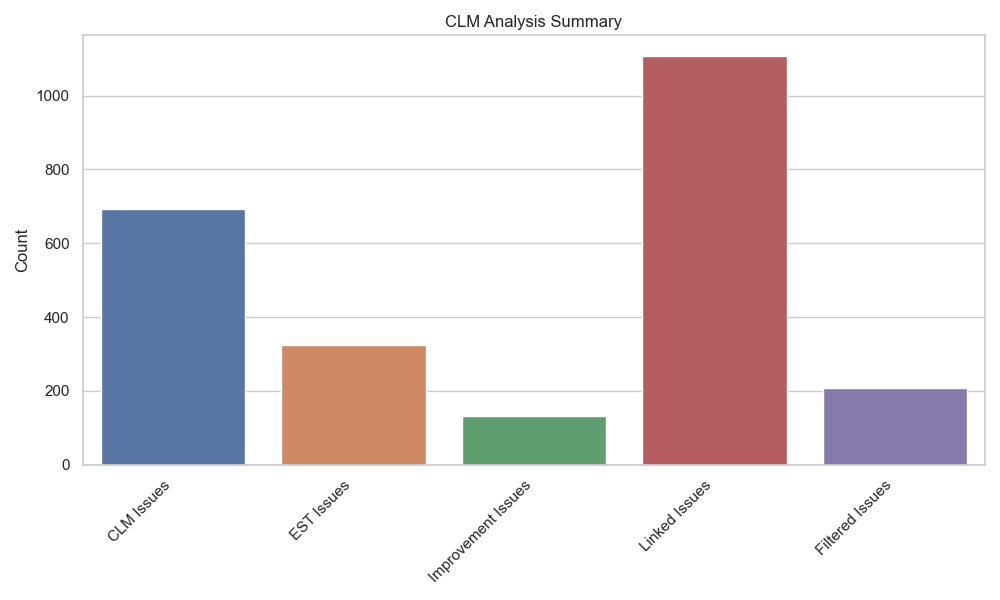 CLM Analysis Summary
Count
1000
800
600
400
200
0
CLM Issues
EST Issues
Improvement Issues
Linked Issues
Filtered Issues